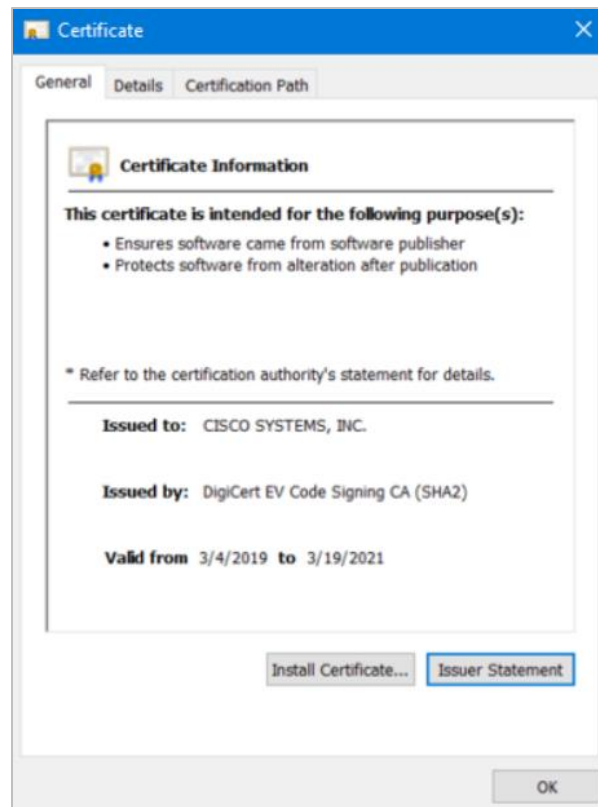 Certificate
General Details Certification Path
Certificate Information
This certificate is intended for the following purpose(s):
• Ensures software came from software publisher
• Protects software from alteration after publication
* Refer to the certification authority's statement for details.
Issued to: CISCO SYSTEMS, INC.
Issued by: DigiCert EV Code Signing CA (SHA2)
Valid from 3/4/2019 to 3/19/2021
Install Certificate... Issuer Statement
OK